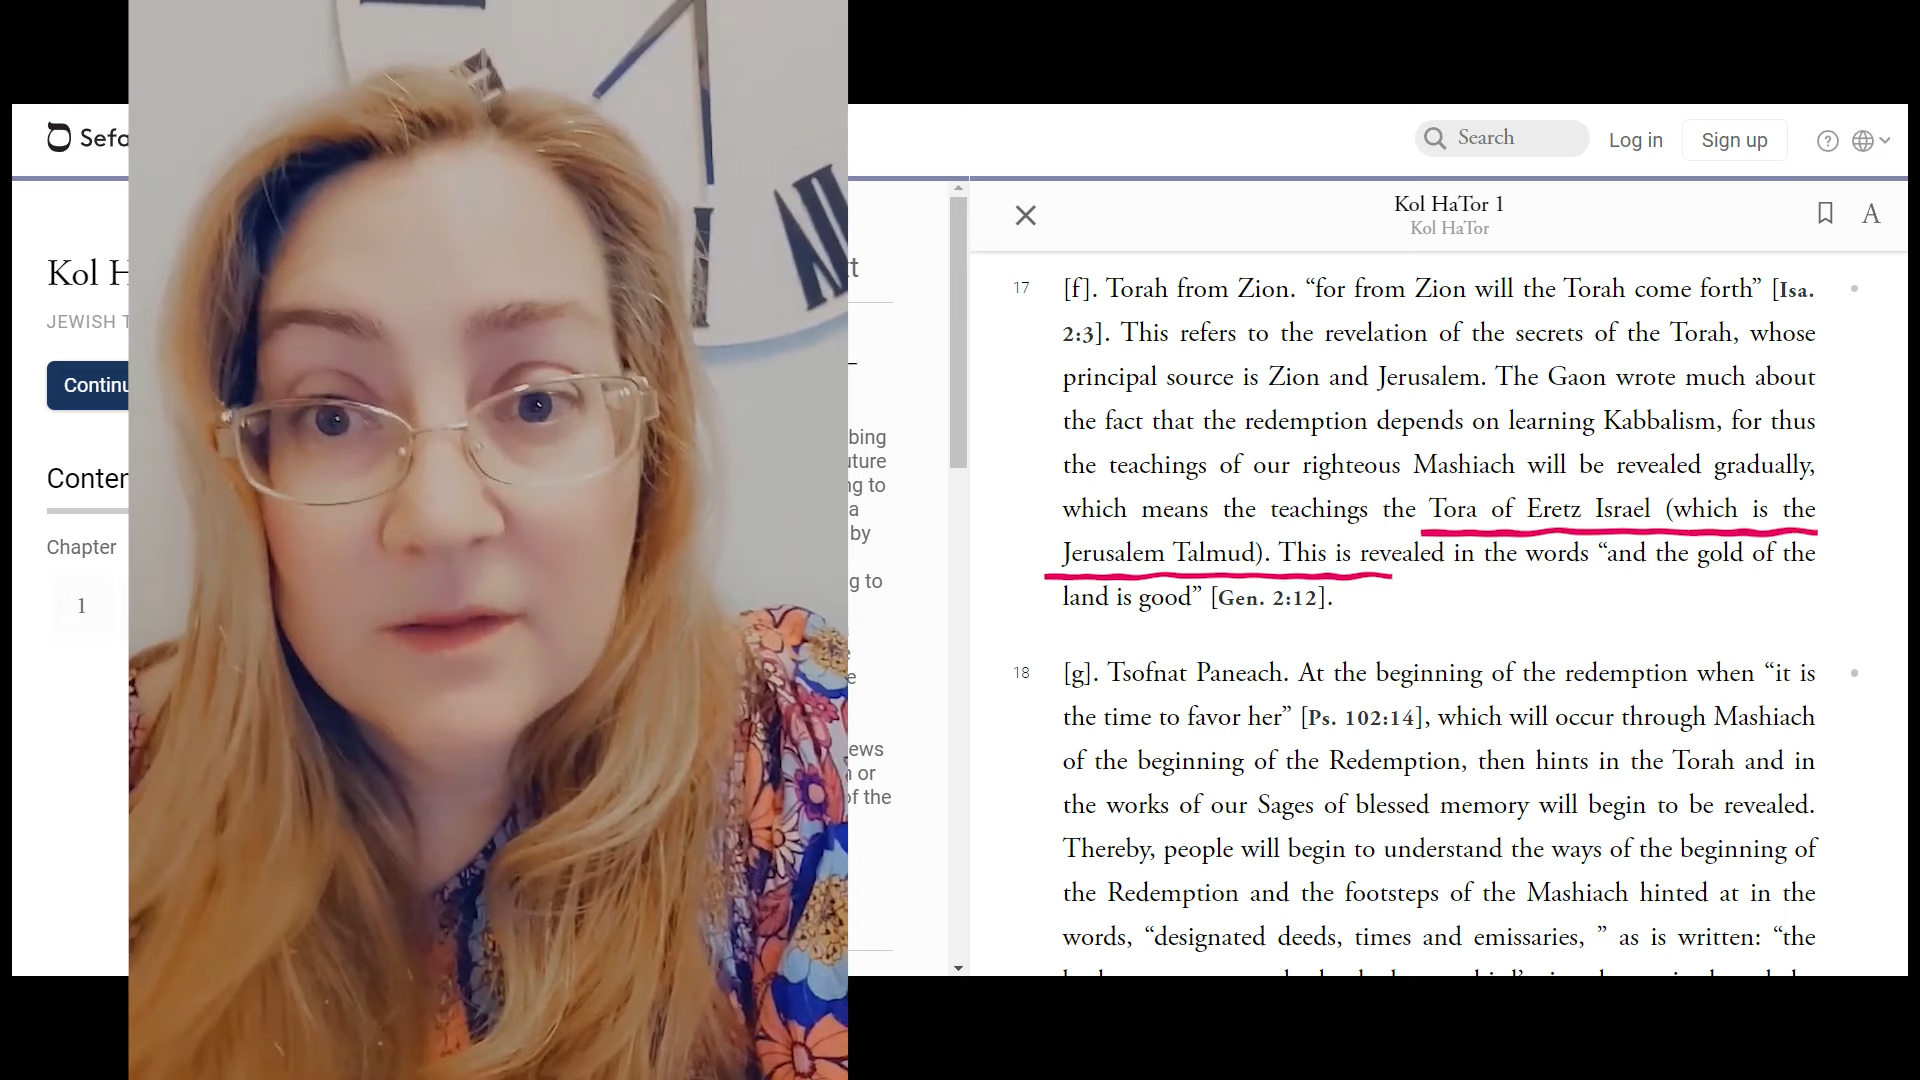 Sefa
Search
Log in
Sign up
Kol HaTor 1
Kol HaTor
A
Kol H
JEWISH T
Continu
Conten
Chapter
1
bing
uture
ng to
a
by
g to
e
e
ews
n or
of the
17
[f]. Torah from Zion. “for from Zion will the Torah come forth” [Isa.
2:3]. This refers to the revelation of the secrets of the Torah, whose
principal source is Zion and Jerusalem. The Gaon wrote much about
the fact that the redemption depends on learning Kabbalism, for thus
the teachings of our righteous Mashiach will be revealed gradually,
which means the teachings the Tora of Eretz Israel (which is the
Jerusalem Talmud). This is revealed in the words “and the gold of the
land is good” [Gen. 2:12].
18
[g]. Tsofnat Paneach. At the beginning of the redemption when “it is
the time to favor her” [Ps. 102:14], which will occur through Mashiach
of the beginning of the Redemption, then hints in the Torah and in
the works of our Sages of blessed memory will begin to be revealed.
Thereby, people will begin to understand the ways of the beginning of
the Redemption and the footsteps of the Mashiach hinted at in the
words, “designated deeds, times and emissaries, ” as is written: “the